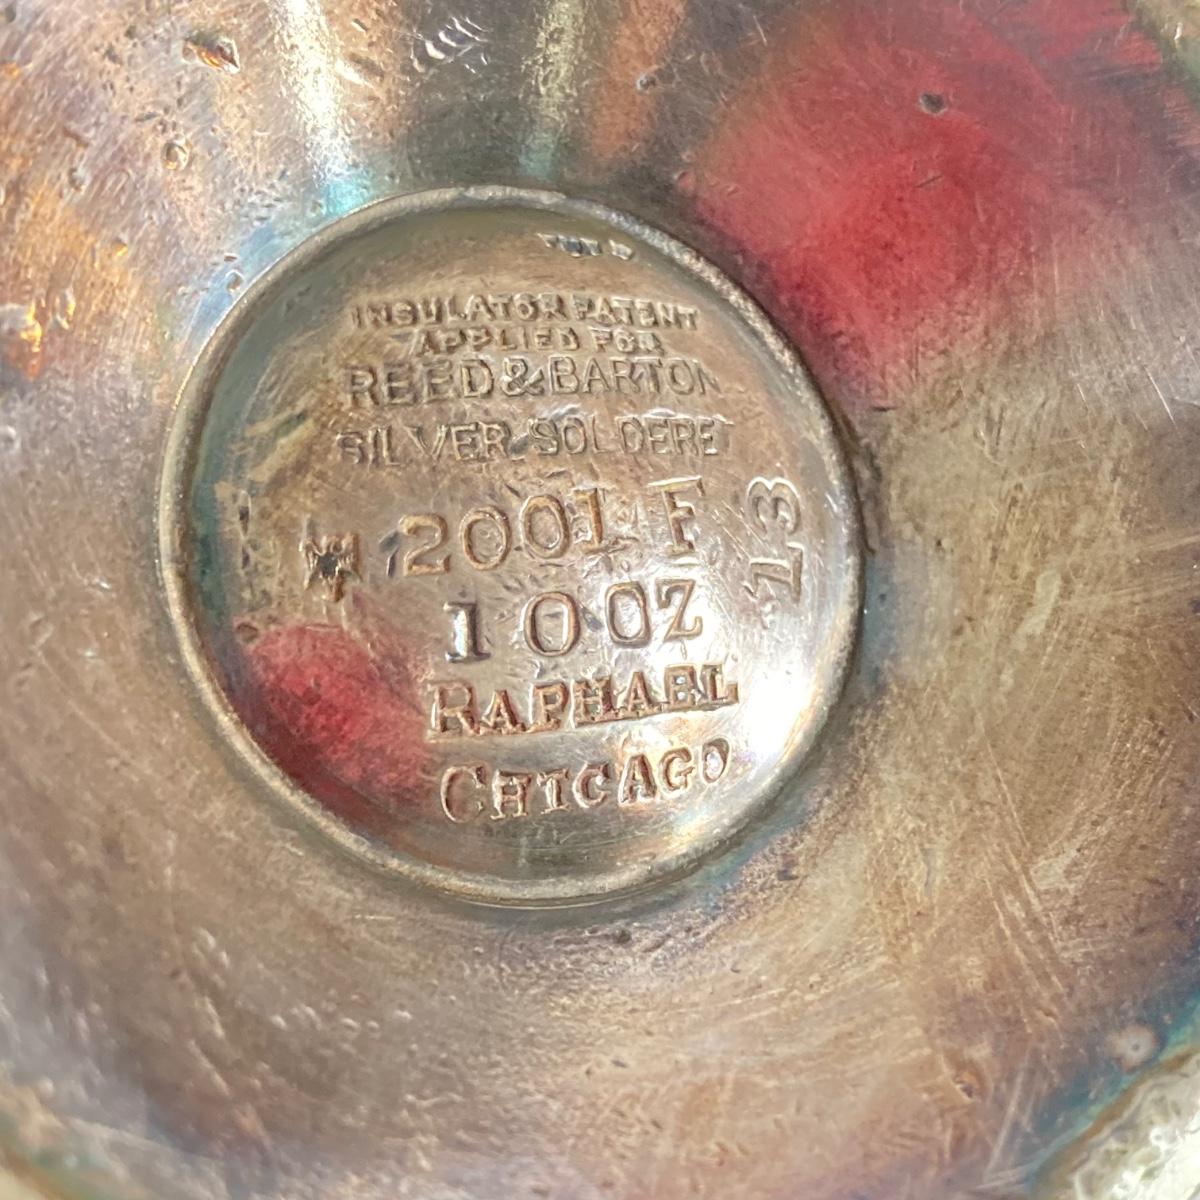 INSULATOR PATENT
APPLIED FOR
REED & BARTON
SILVER SOLDERED
2001 F
13
10 OZ
RAPHAEL
CHICAGO